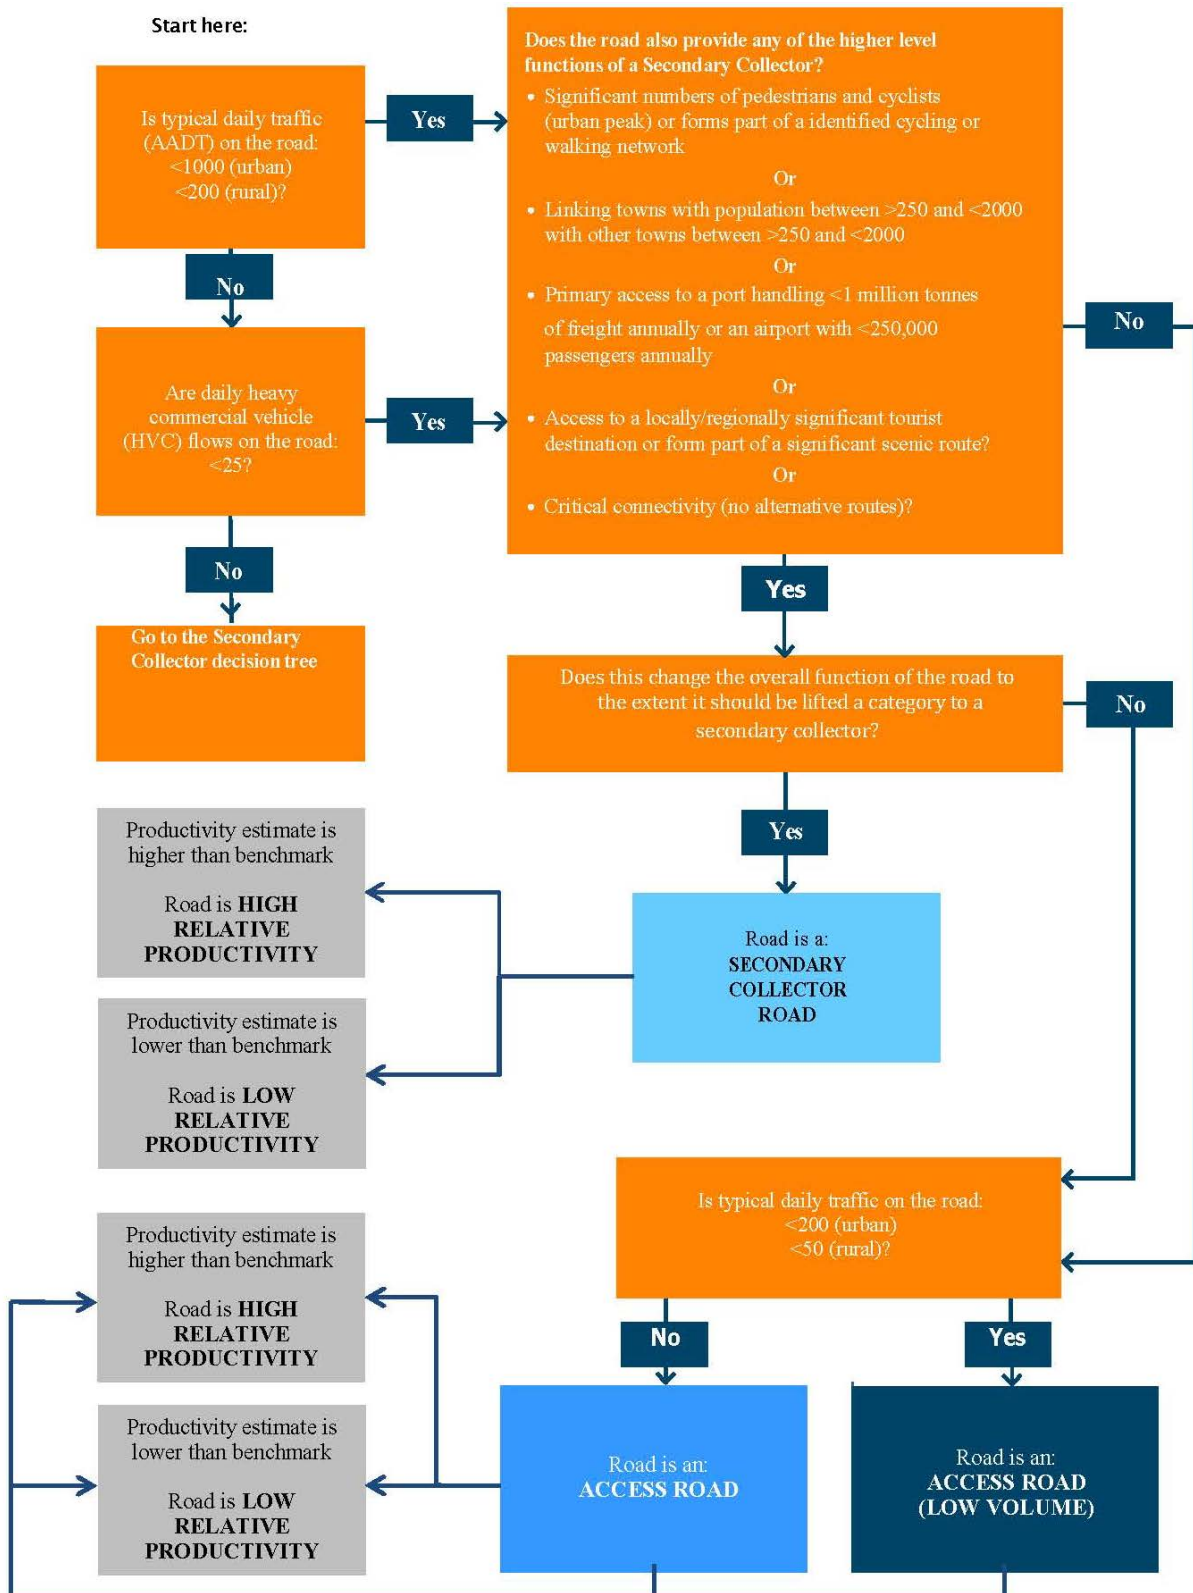 Start here:
Is typical daily traffic
(AADT) on the road:
<1000 (urban)
<200 (rural)?
Yes
No
Are daily heavy
commercial vehicle
(HVC) flows on the road:
<25?
Yes
No
Go to the Secondary
Collector decision tree
Does the road also provide any of the higher level
functions of a Secondary Collector?
• Significant numbers of pedestrians and cyclists
(urban peak) or forms part of a identified cycling or
walking network
Or
• Linking towns with population between >250 and <2000
with other towns between >250 and <2000
Or
• Primary access to a port handling <1 million tonnes
of freight annually or an airport with <250,000
passengers annually
Or
• Access to a locally/regionally significant tourist
destination or form part of a significant scenic route?
Or
• Critical connectivity (no alternative routes)?
No
Yes
Does this change the overall function of the road to
the extent it should be lifted a category to a
secondary collector?
No
Yes
Road is a:
SECONDARY
COLLECTOR
ROAD
Productivity estimate is
higher than benchmark
Road is HIGH
RELATIVE
PRODUCTIVITY
Productivity estimate is
lower than benchmark
Road is LOW
RELATIVE
PRODUCTIVITY
Is typical daily traffic on the road:
<200 (urban)
<50 (rural)?
No
Yes
Road is an:
ACCESS ROAD
Road is an:
ACCESS ROAD
(LOW VOLUME)
Productivity estimate is
higher than benchmark
Road is HIGH
RELATIVE
PRODUCTIVITY
Productivity estimate is
lower than benchmark
Road is LOW
RELATIVE
PRODUCTIVITY